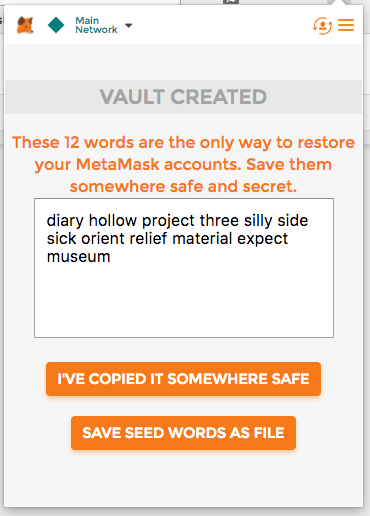 Main
Network
VAULT CREATED
These 12 words are the only way to restore
your MetaMask accounts. Save them
somewhere safe and secret.
diary hollow project three silly side
sick orient relief material expect
museum
I'VE COPIED IT SOMEWHERE SAFE
SAVE SEED WORDS AS FILE